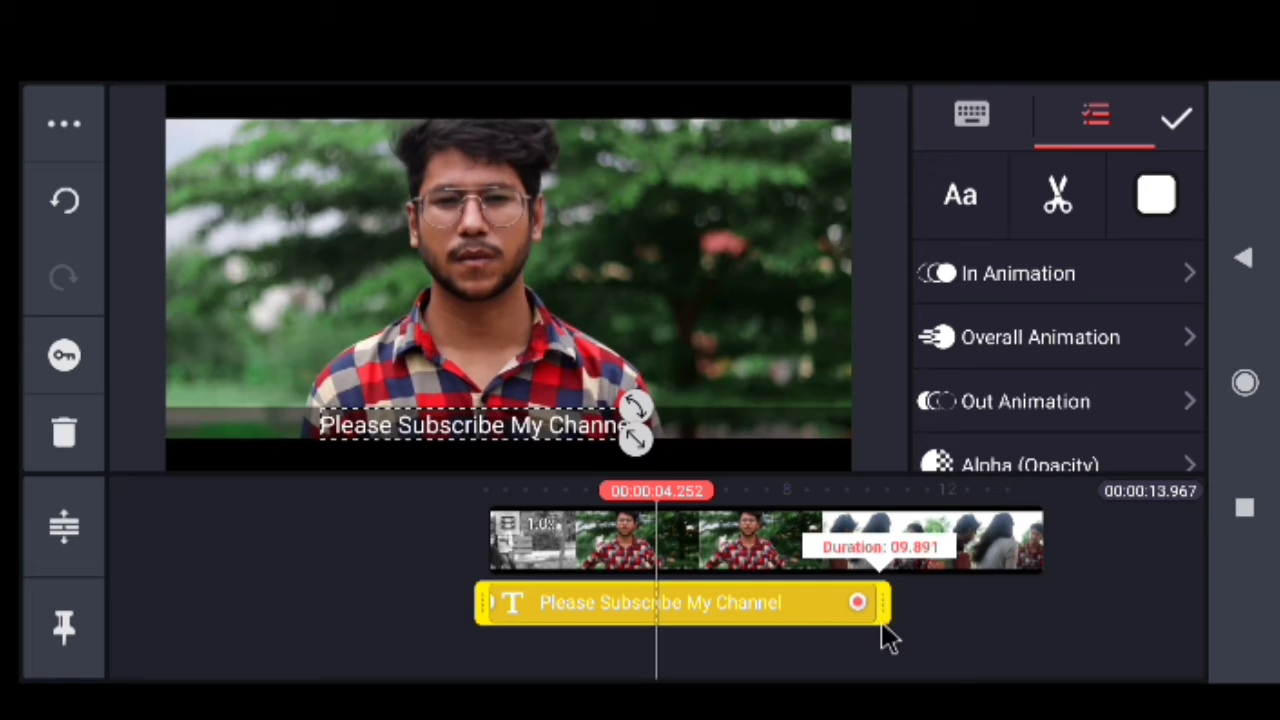 Aa
In Animation
Overall Animation
Out Animation
Alpha (Opacity)
Please Subscribe My Channe
00:00:04.252
8
12
00:00:13.967
1.0x
Duration: 09.891
T Please Subscribe My Channel